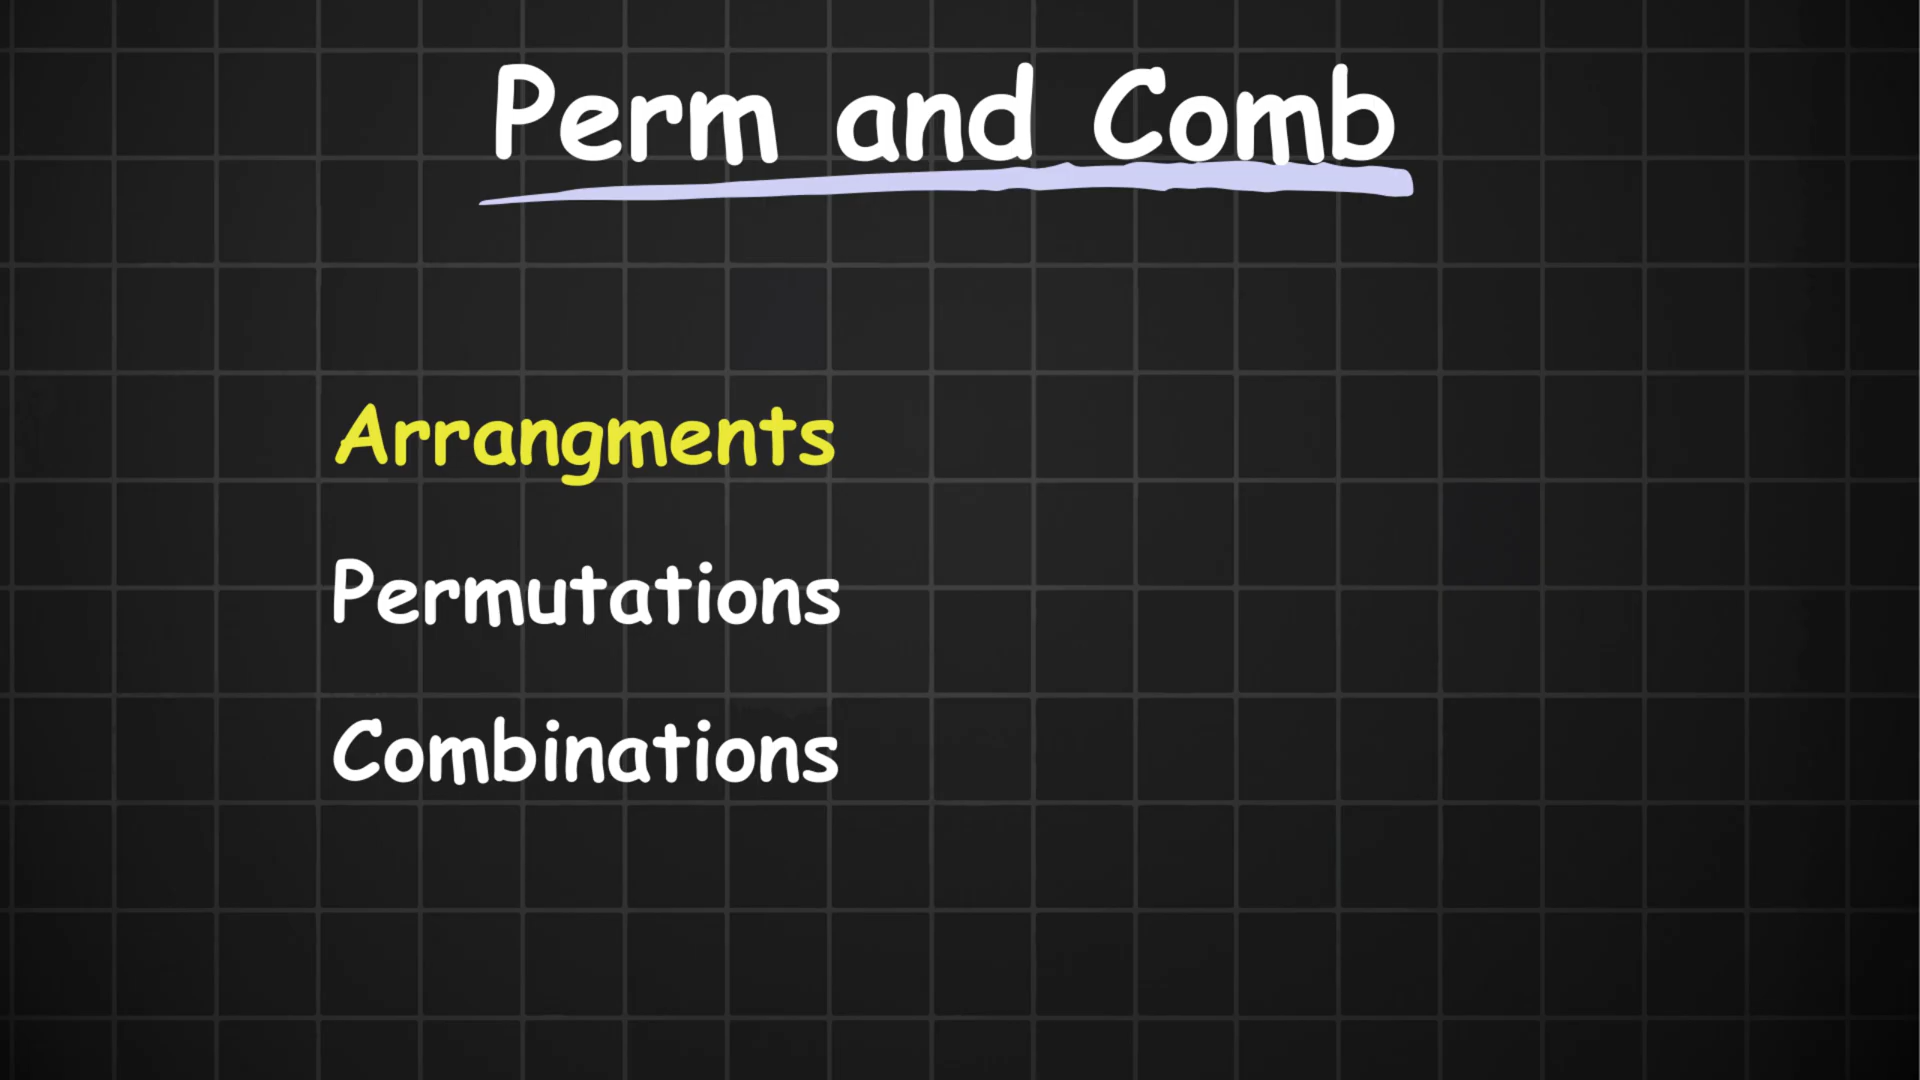 Perm and Comb
Arrangments
Permutations
Combinations